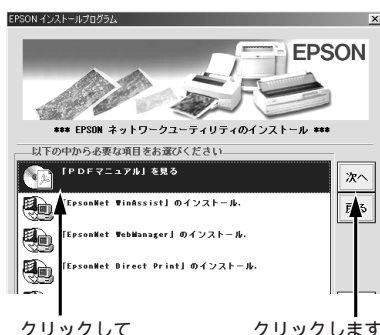 EPSON インストールプログラム
EPSON
*** EPSON ネットワークユーティリティのインストール ***
以下の中から必要な項目をお選びください
「PDFマニュアル」を見る
次へ
「EpsonNet WinAssist」のインストール.
戻る
「EpsonNet WebManager」のインストール.
「EpsonNet Direct Print」のインストール.
クリックして
クリックします